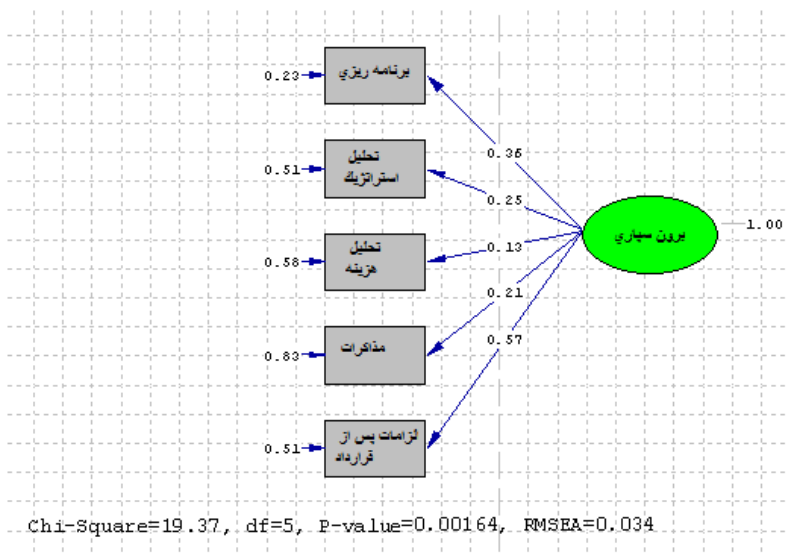 0.23
برنامه ريزي
0.36
0.51
تحليل
استراتژيك
0.25
برون سپاري
1.00
0.58
تحليل
هزينه
0.13
0.21
0.83
مذاكرات
0.57
0.51
لزامات پس از
قرارداد
Chi-Square=19.37, df=5, P-value=0.00164, RMSEA=0.034